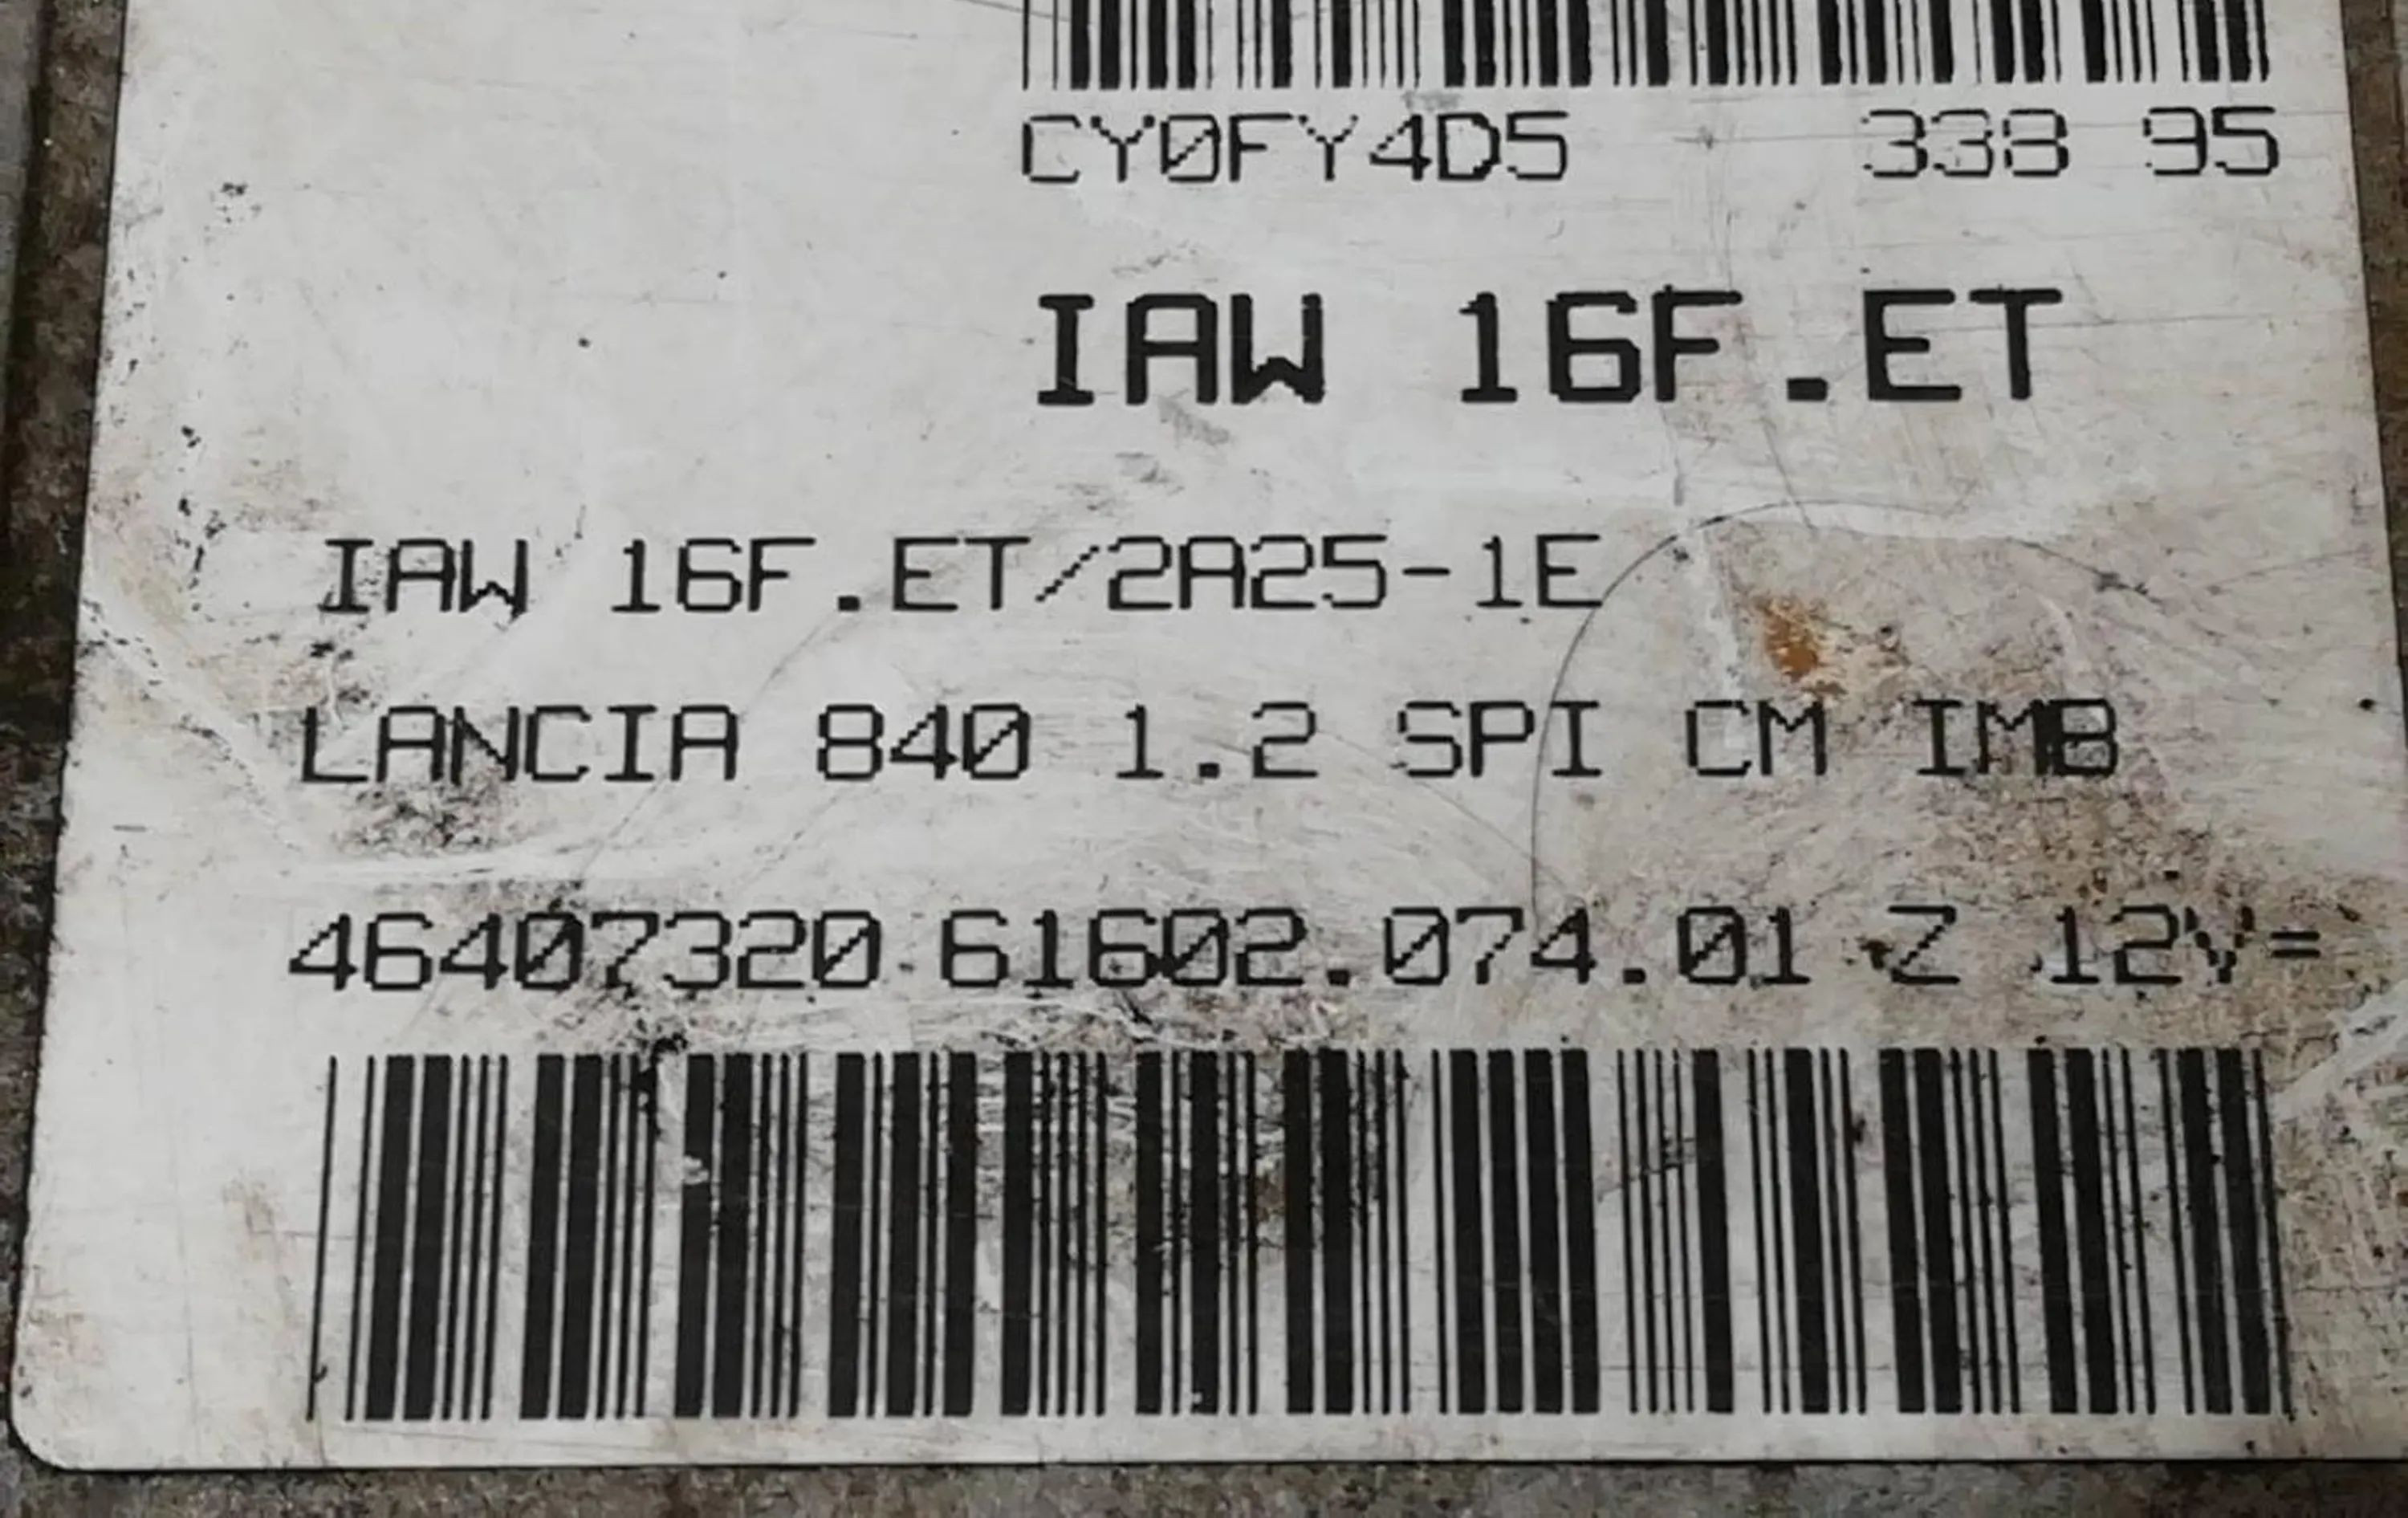 CY0FY4D5 338 95
IAW 16F.ET
IAW 16F.ET/2A25-1E
LANCIA 840 1.2 SPI CM IMB
46407320 61602.074.01 Z 12V=